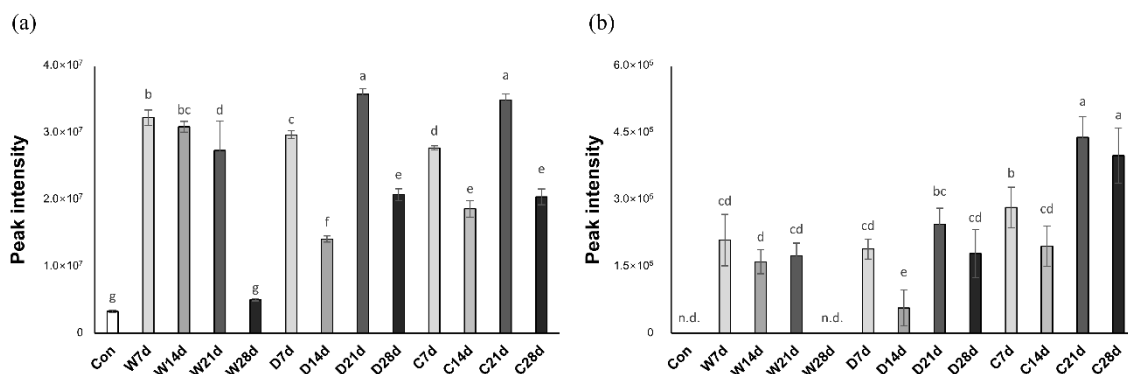 (a)
(b)
Peak intensity
4.0×10⁷
3.0×10⁷
2.0×10⁷
1.0×10⁷
0
g
b
bc
d
g
c
f
a
e
d
e
a
e
Con
W7d
W14d
W21d
W28d
D7d
D14d
D21d
D28d
C7d
C14d
C21d
C28d
Peak intensity
6.0×10⁵
4.5×10⁵
3.0×10⁵
1.5×10⁵
0
n.d.
cd
d
cd
n.d.
cd
e
bc
cd
b
cd
a
a
Con
W7d
W14d
W21d
W28d
D7d
D14d
D21d
D28d
C7d
C14d
C21d
C28d